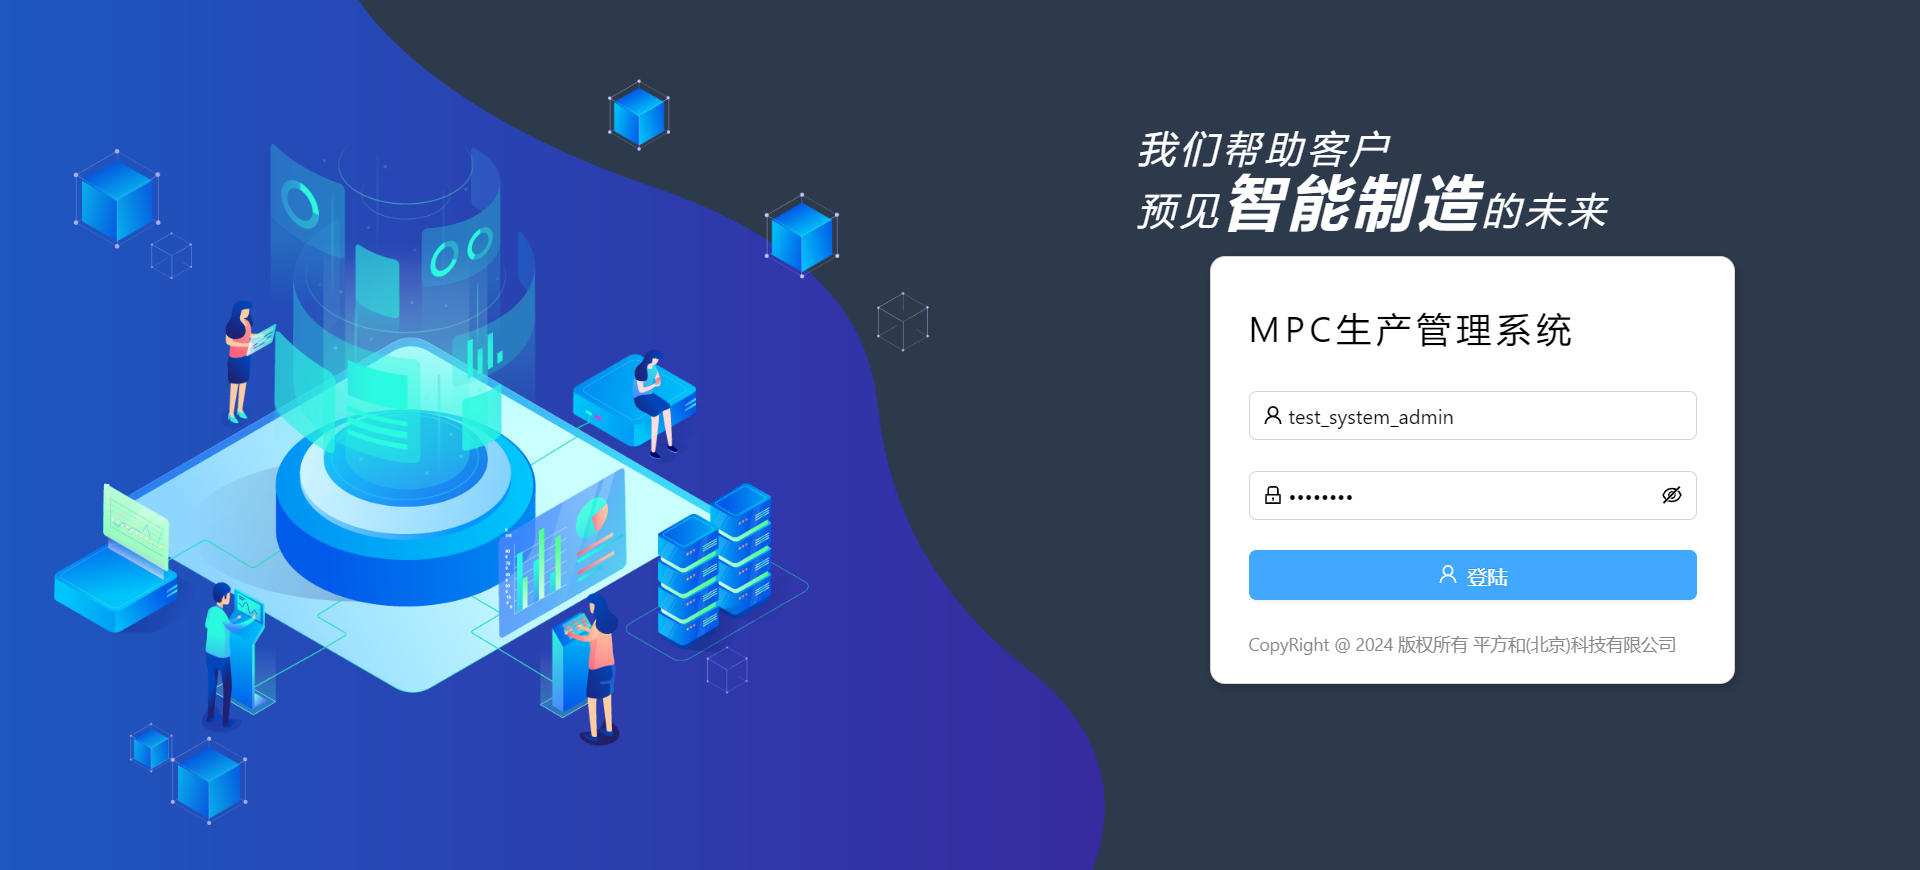 我们帮助客户
预见智能制造的未来
MPC生产管理系统
test_system_admin
••••••••
登陆
CopyRight @ 2024 版权所有 平方和(北京)科技有限公司